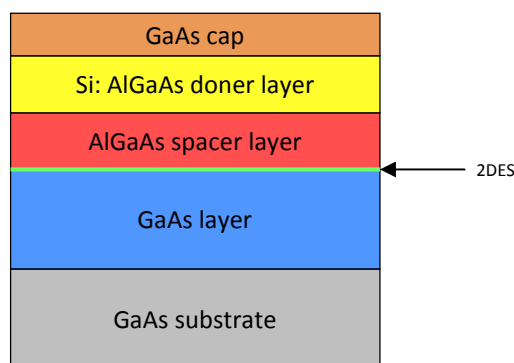 GaAs cap
Si: AlGaAs doner layer
AlGaAs spacer layer
2DES
GaAs layer
GaAs substrate